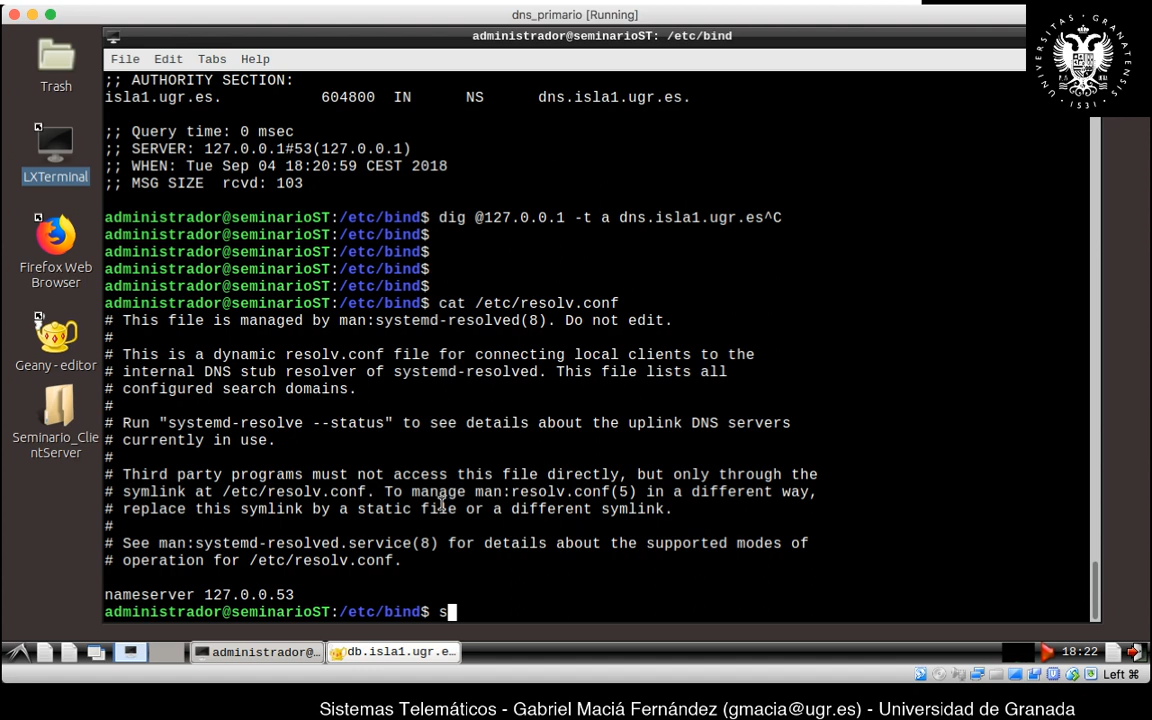 dns_primario [Running]
administrador@seminarioST: /etc/bind
File Edit Tabs Help
;; AUTHORITY SECTION:
isla1.ugr.es. 604800 IN NS dns.isla1.ugr.es.
;; Query time: 0 msec
;; SERVER: 127.0.0.1#53(127.0.0.1)
;; WHEN: Tue Sep 04 18:20:59 CEST 2018
;; MSG SIZE rcvd: 103
administrador@seminarioST:/etc/bind$ dig @127.0.0.1 -t a dns.isla1.ugr.es^C
administrador@seminarioST:/etc/bind$
administrador@seminarioST:/etc/bind$
administrador@seminarioST:/etc/bind$
administrador@seminarioST:/etc/bind$
administrador@seminarioST:/etc/bind$ cat /etc/resolv.conf
# This file is managed by man:systemd-resolved(8). Do not edit.
#
# This is a dynamic resolv.conf file for connecting local clients to the
# internal DNS stub resolver of systemd-resolved. This file lists all
# configured search domains.
#
# Run "systemd-resolve --status" to see details about the uplink DNS servers
# currently in use.
#
# Third party programs must not access this file directly, but only through the
# symlink at /etc/resolv.conf. To manage man:resolv.conf(5) in a different way,
# replace this symlink by a static file or a different symlink.
#
# See man:systemd-resolved.service(8) for details about the supported modes of
# operation for /etc/resolv.conf.
nameserver 127.0.0.53
administrador@seminarioST:/etc/bind$ s
Trash
LXTerminal
Firefox Web
Browser
Geany - editor
Seminario_Clie
ntServer
administrador@...
db.isla1.ugr.e...
18:22
Left ⌘
UNIVERSITAS GRANATENSIS
1531
Sistemas Telemáticos - Gabriel Maciá Fernández (gmacia@ugr.es) - Universidad de Granada